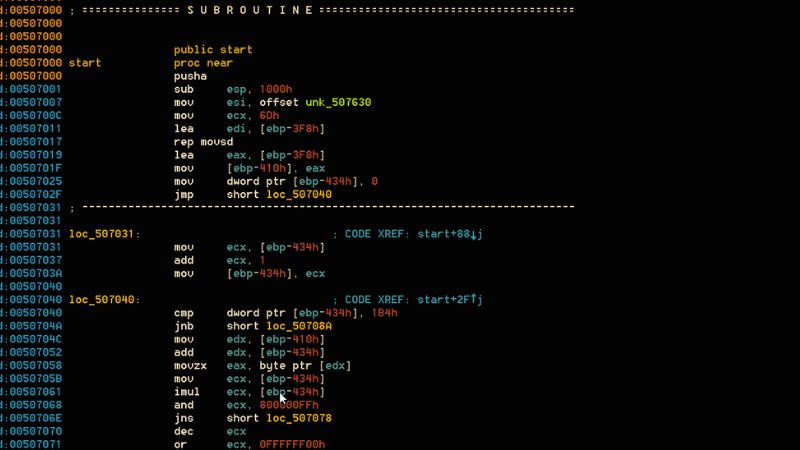 d:00507000 ; =============== S U B R O U T I N E =======================================
d:00507000
d:00507000
d:00507000 public start
d:00507000 start proc near
d:00507000 pusha
d:00507001 sub esp, 1000h
d:00507007 mov esi, offset unk_507630
d:0050700C mov ecx, 6Dh
d:00507011 lea edi, [ebp-3F8h]
d:00507017 rep movsd
d:00507019 lea eax, [ebp-3F8h]
d:0050701F mov [ebp-410h], eax
d:00507025 mov dword ptr [ebp-434h], 0
d:0050702F jmp short loc_507040
d:00507031 ; ---------------------------------------------------------------------------
d:00507031
d:00507031 loc_507031: ; CODE XREF: start+88↓j
d:00507031 mov ecx, [ebp-434h]
d:00507037 add ecx, 1
d:0050703A mov [ebp-434h], ecx
d:00507040
d:00507040 loc_507040: ; CODE XREF: start+2F↑j
d:00507040 cmp dword ptr [ebp-434h], 1B4h
d:0050704A jnb short loc_50708A
d:0050704C mov edx, [ebp-410h]
d:00507052 add edx, [ebp-434h]
d:00507058 movzx eax, byte ptr [edx]
d:0050705B mov ecx, [ebp-434h]
d:00507061 imul ecx, [ebp-434h]
d:00507068 and ecx, 800000FFh
d:0050706E jns short loc_507078
d:00507070 dec ecx
d:00507071 or ecx, 0FFFFFF00h